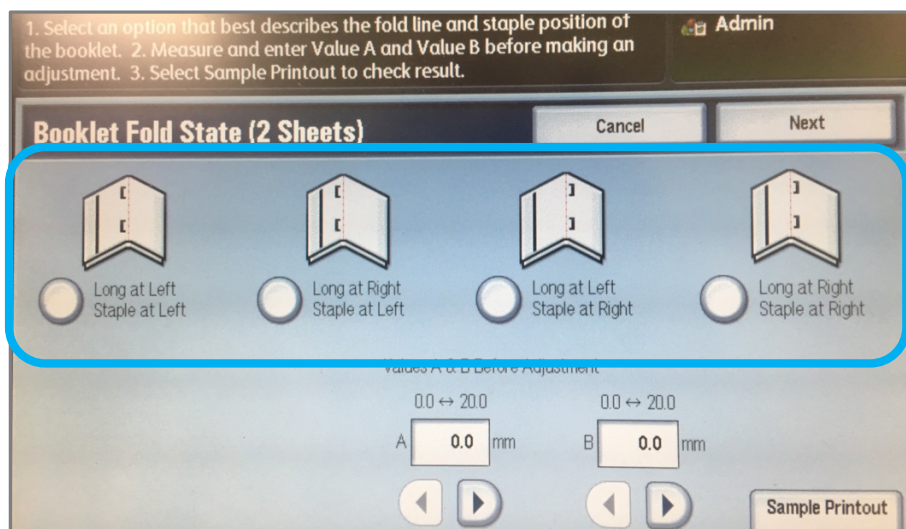 1. Select an option that best describes the fold line and staple position of
the booklet. 2. Measure and enter Value A and Value B before making an
adjustment. 3. Select Sample Printout to check result.
Admin
Booklet Fold State (2 Sheets)
Cancel
Next
Long at Left
Staple at Left
Long at Right
Staple at Left
Long at Left
Staple at Right
Long at Right
Staple at Right
Values A & B Before Adjustment
0.0 ↔ 20.0
0.0 ↔ 20.0
A 0.0 mm
B 0.0 mm
Sample Printout